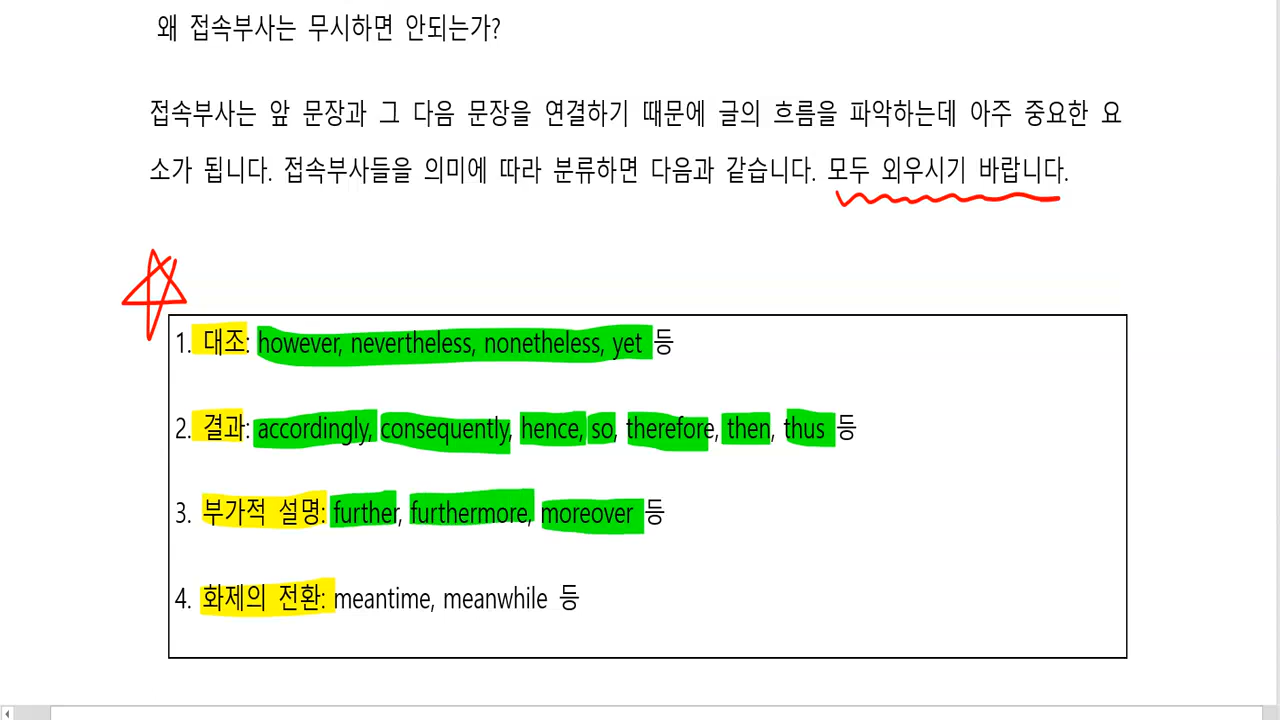 왜 접속부사는 무시하면 안되는가?
접속부사는 앞 문장과 그 다음 문장을 연결하기 때문에 글의 흐름을 파악하는데 아주 중요한 요
소가 됩니다. 접속부사들을 의미에 따라 분류하면 다음과 같습니다. 모두 외우시기 바랍니다.
1. 대조: however, nevertheless, nonetheless, yet 등
2. 결과: accordingly, consequently, hence, so, therefore, then, thus 등
3. 부가적 설명: further, furthermore, moreover 등
4. 화제의 전환: meantime, meanwhile 등